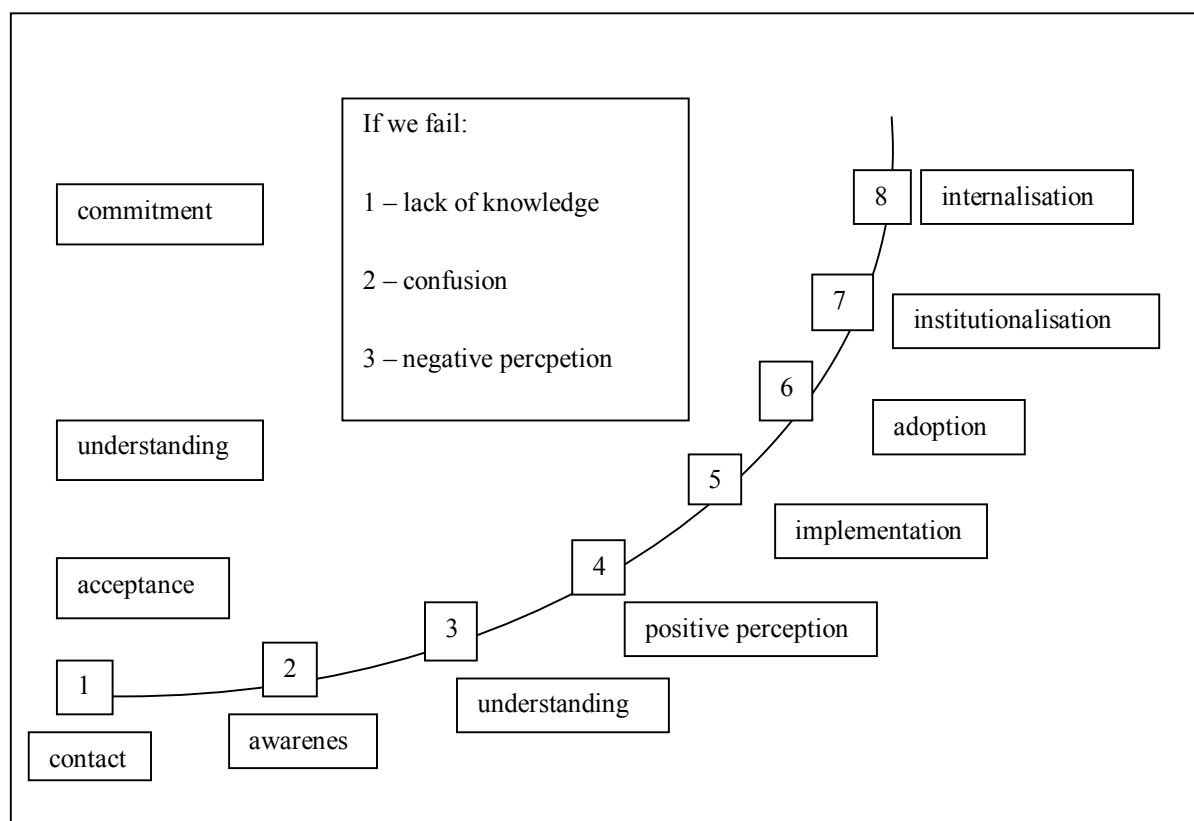 If we fail:
1 – lack of knowledge
2 – confusion
3 – negative percpetion
commitment
understanding
acceptance
1
contact
2
awarenes
3
understanding
4
positive perception
5
implementation
6
adoption
7
institutionalisation
8
internalisation